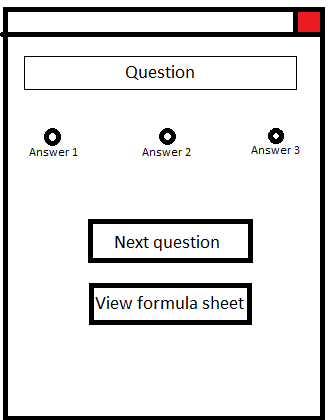 Question
Answer 1 Answer 2 Answer 3
Next question
View formula sheet